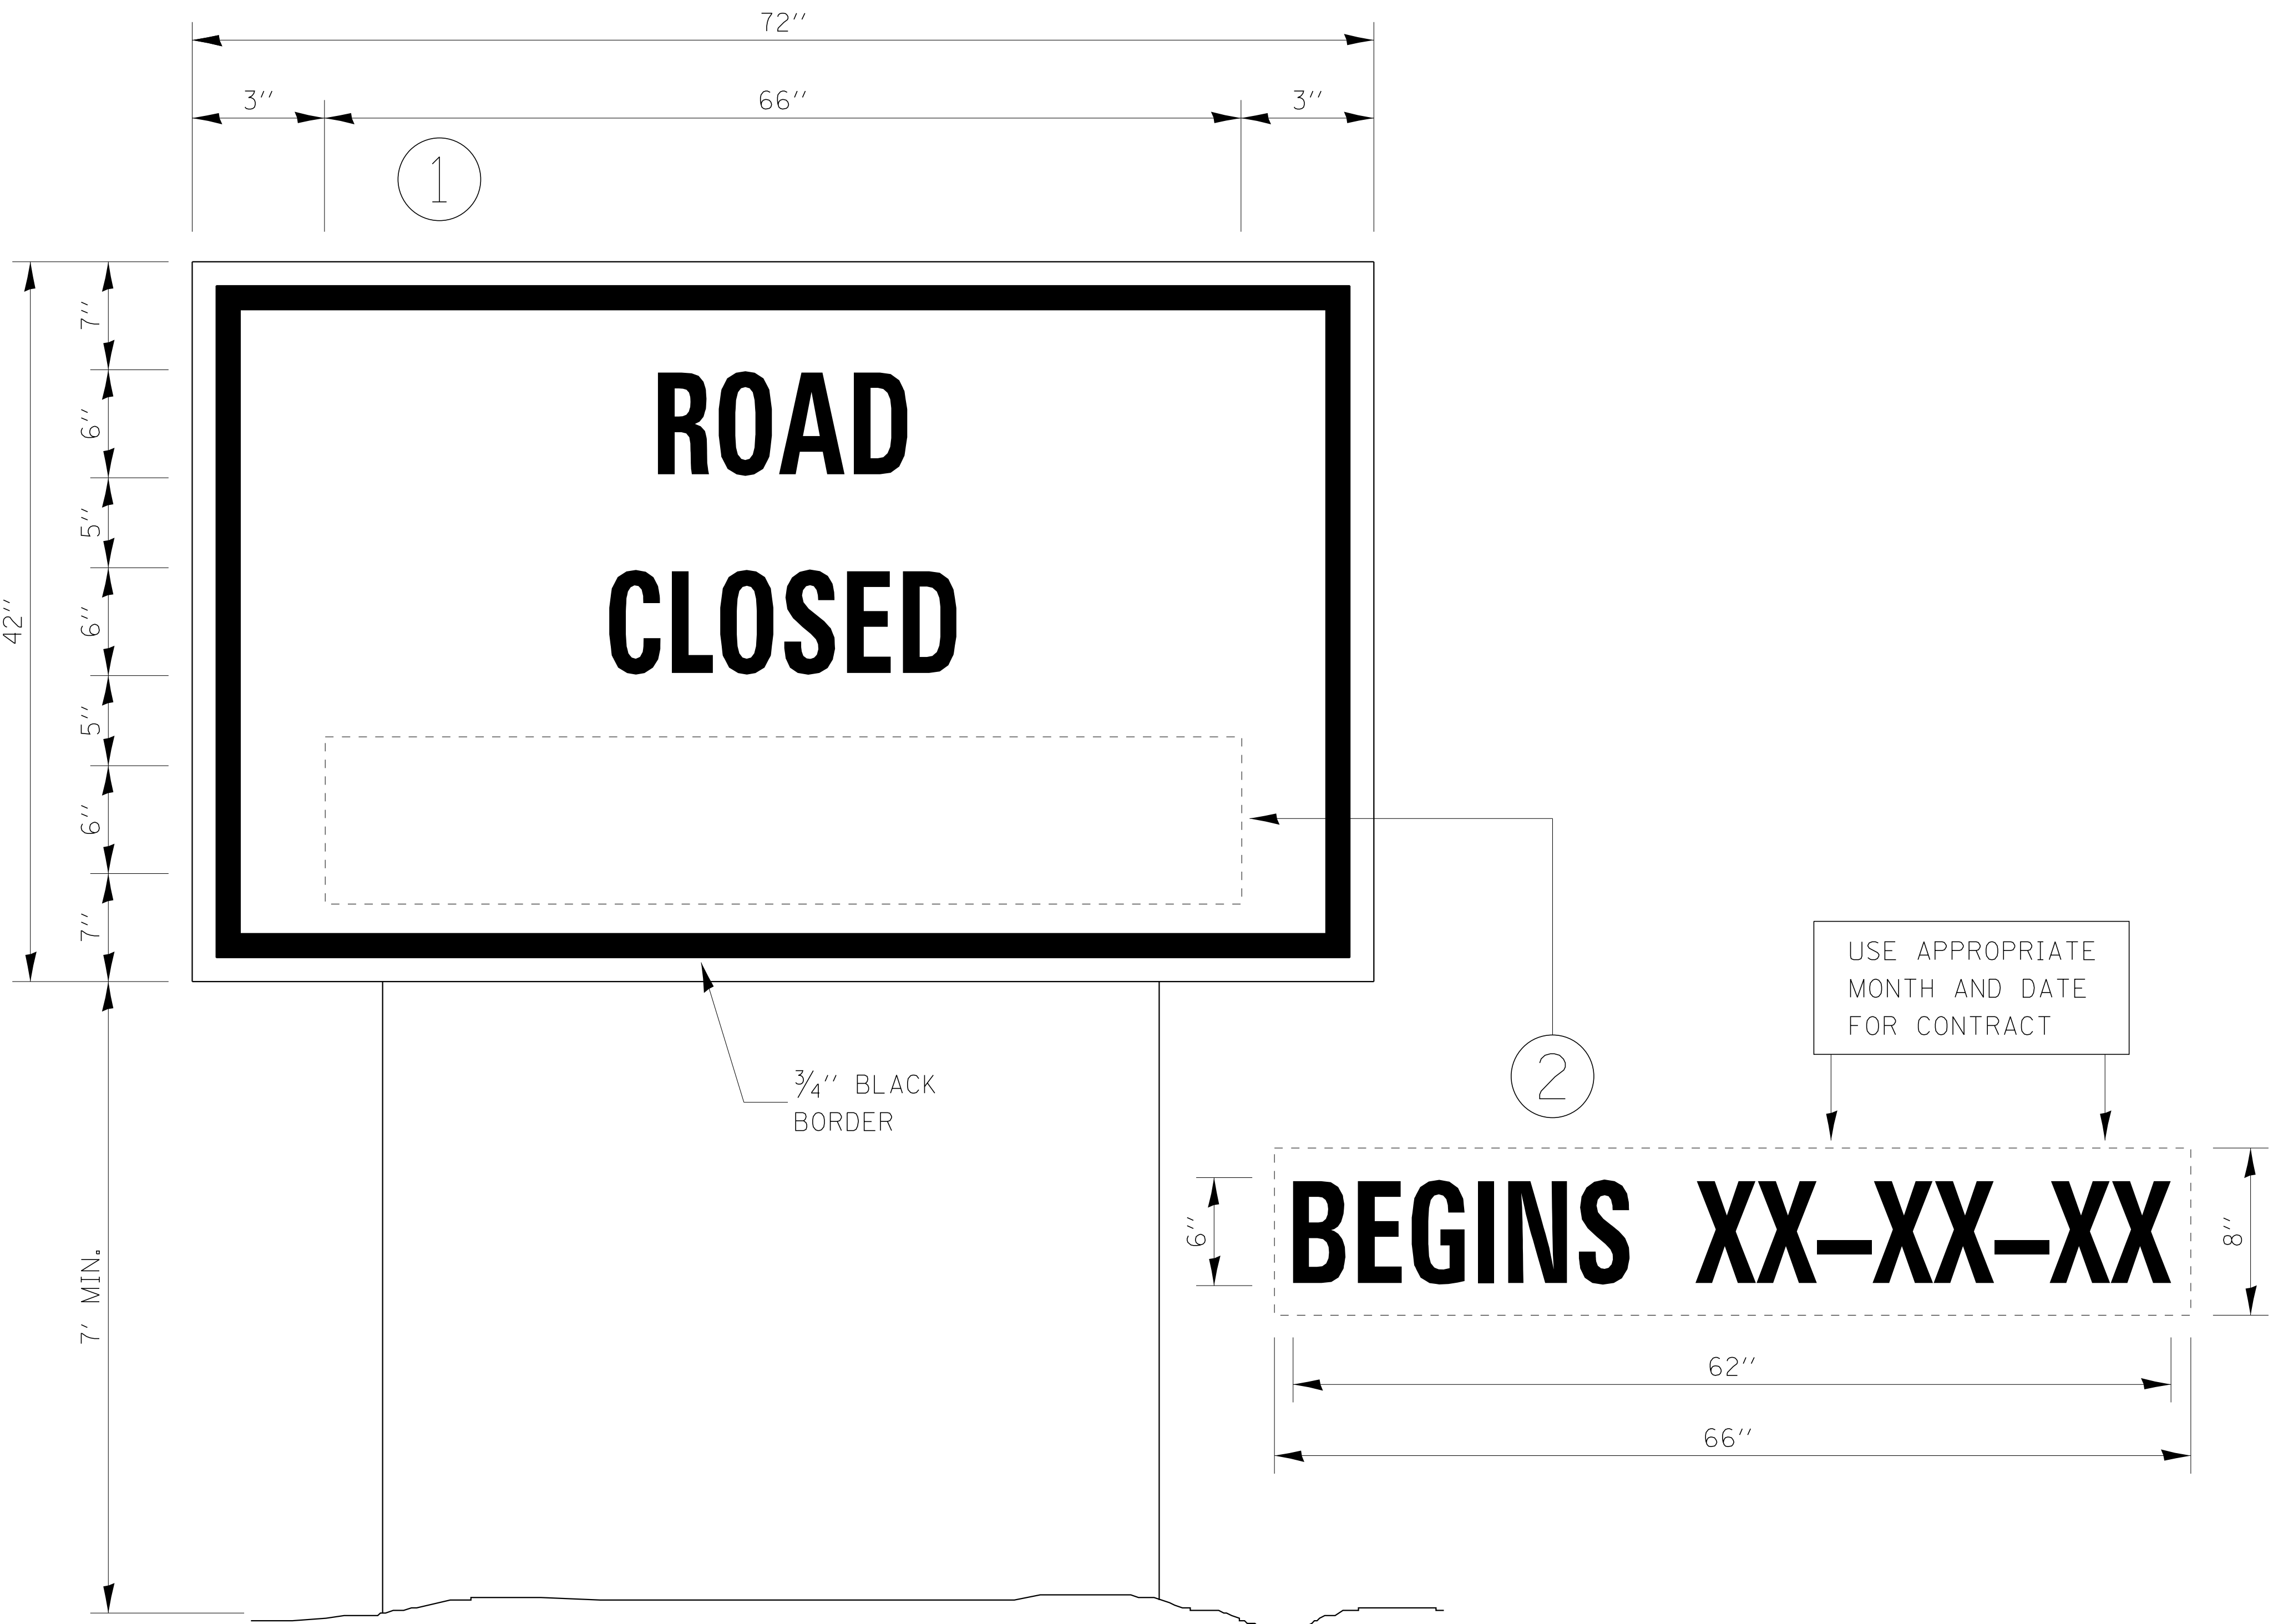 72''
3''
66''
3''
1
7''
6''
5''
6''
5''
6''
7''
42''
7' MIN.
ROAD
CLOSED
3/4'' BLACK
BORDER
2
USE APPROPRIATE
MONTH AND DATE
FOR CONTRACT
6''
BEGINS XX-XX-XX
8''
62''
66''